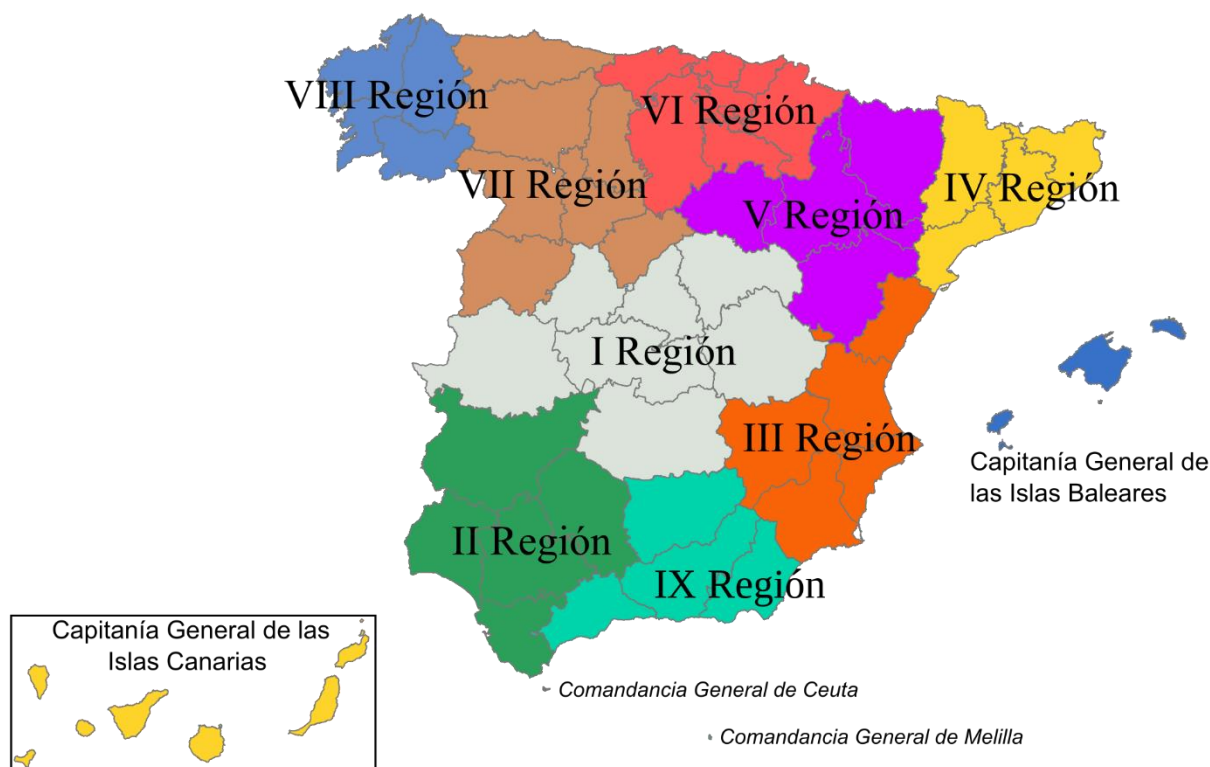 VIII Región
VI Región
VII Región
V Región
IV Región
I Región
III Región
Capitanía General de
las Islas Baleares
II Región
IX Región
Capitanía General de las
Islas Canarias
Comandancia General de Ceuta
Comandancia General de Melilla